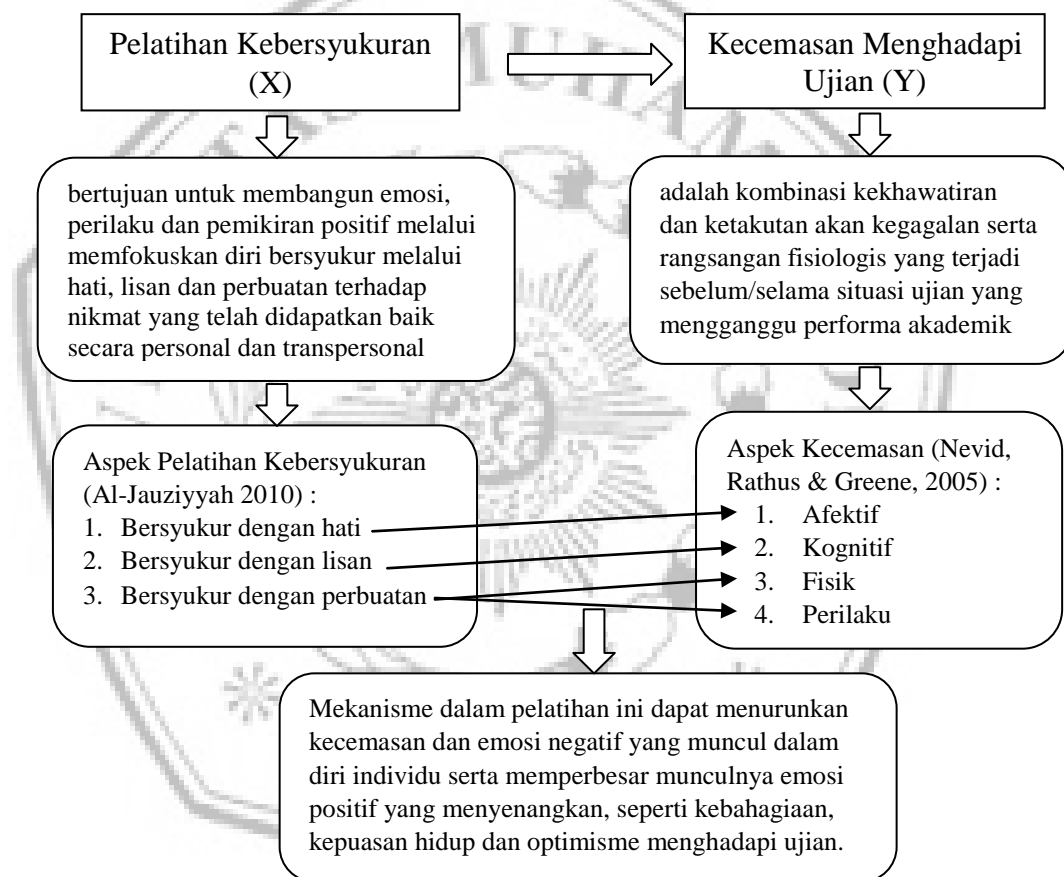 Pelatihan Kebersyukuran
(X)
Kecemasan Menghadapi
Ujian (Y)
bertujuan untuk membangun emosi,
perilaku dan pemikiran positif melalui
memfokuskan diri bersyukur melalui
hati, lisan dan perbuatan terhadap
nikmat yang telah didapatkan baik
secara personal dan transpersonal
adalah kombinasi kekhawatiran
dan ketakutan akan kegagalan serta
rangsangan fisiologis yang terjadi
sebelum/selama situasi ujian yang
mengganggu performa akademik
Aspek Pelatihan Kebersyukuran
(Al-Jauziyyah 2010) :
1. Bersyukur dengan hati
2. Bersyukur dengan lisan
3. Bersyukur dengan perbuatan
Aspek Kecemasan (Nevid,
Rathus & Greene, 2005) :
1. Afektif
2. Kognitif
3. Fisik
4. Perilaku
Mekanisme dalam pelatihan ini dapat menurunkan
kecemasan dan emosi negatif yang muncul dalam
diri individu serta memperbesar munculnya emosi
positif yang menyenangkan, seperti kebahagiaan,
kepuasan hidup dan optimisme menghadapi ujian.